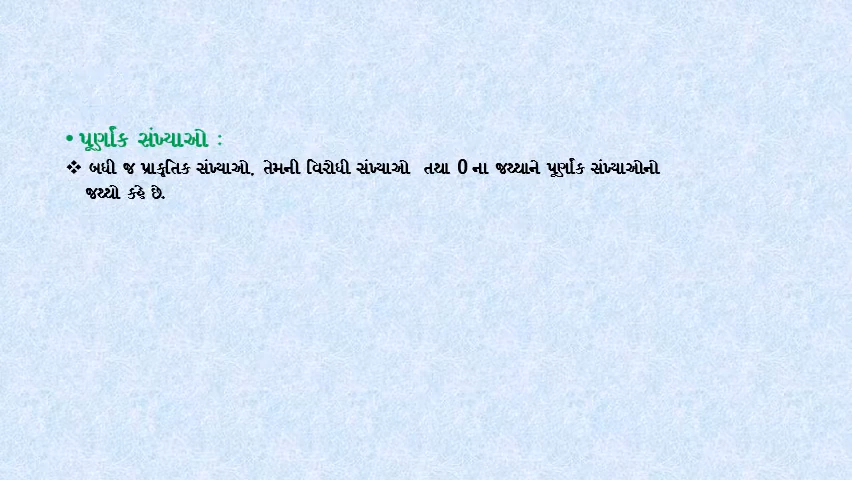 • પૂર્ણાંક સંખ્યાઓ :
❖ બધી જ પ્રાકૃતિક સંખ્યાઓ, તેમની વિરોધી સંખ્યાઓ તથા 0 ના જથ્થાને પૂર્ણાંક સંખ્યાઓનો
જથ્થો કહે છે.